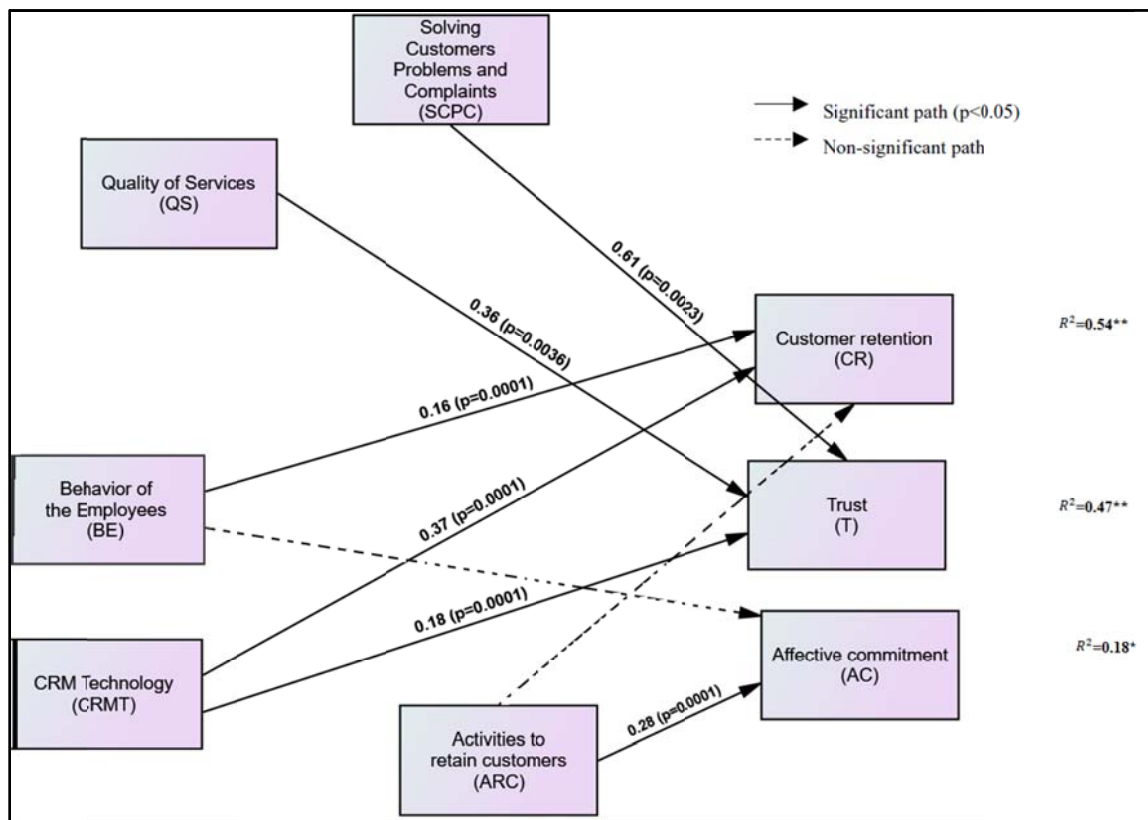 Solving
Customers
Problems and
Complaints
(SCPC)
Significant path (p<0.05)
Non-significant path
Quality of Services
(QS)
0.61 (p=0.0023)
0.36 (p=0.0036)
Customer retention
(CR)
R²=0.54**
0.16 (p=0.0001)
Behavior of
the Employees
(BE)
0.37 (p=0.0001)
Trust
(T)
R²=0.47**
0.18 (p=0.0001)
CRM Technology
(CRMT)
Affective commitment
(AC)
R²=0.18*
0.28 (p=0.0001)
Activities to
retain customers
(ARC)